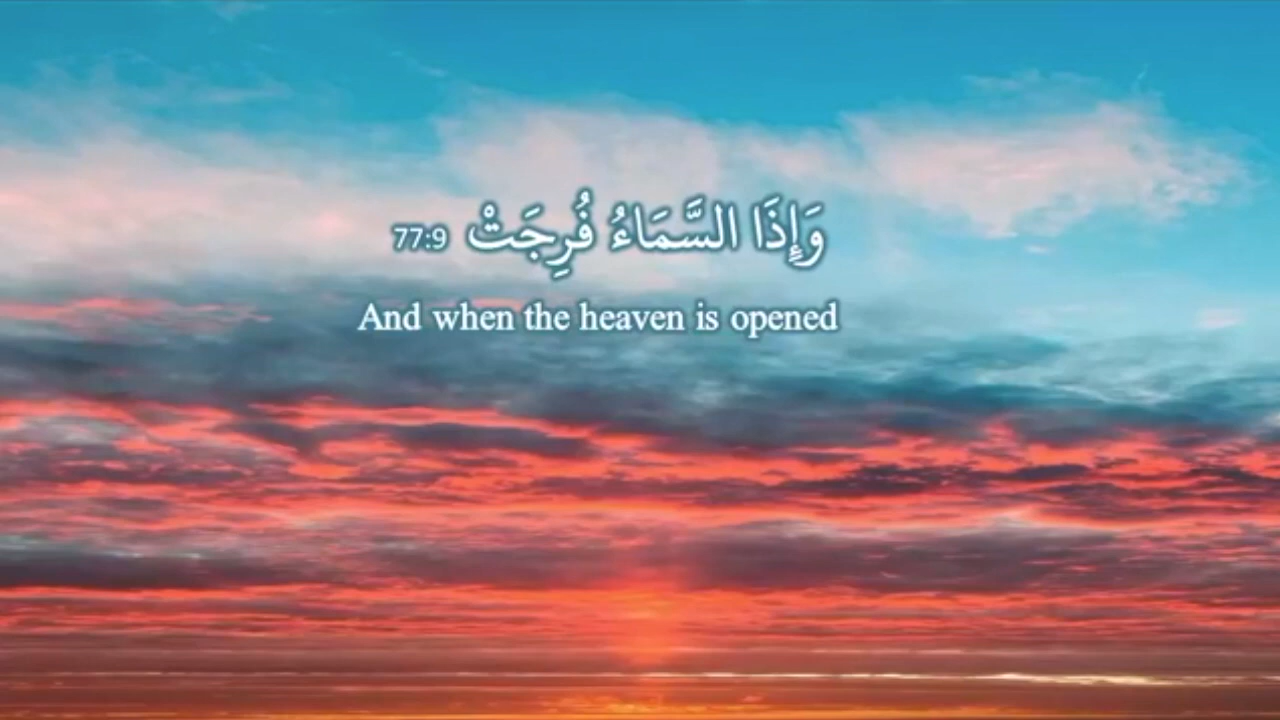 وَإِذَا السَّمَاءُ فُرِجَتْ 77:9
And when the heaven is opened